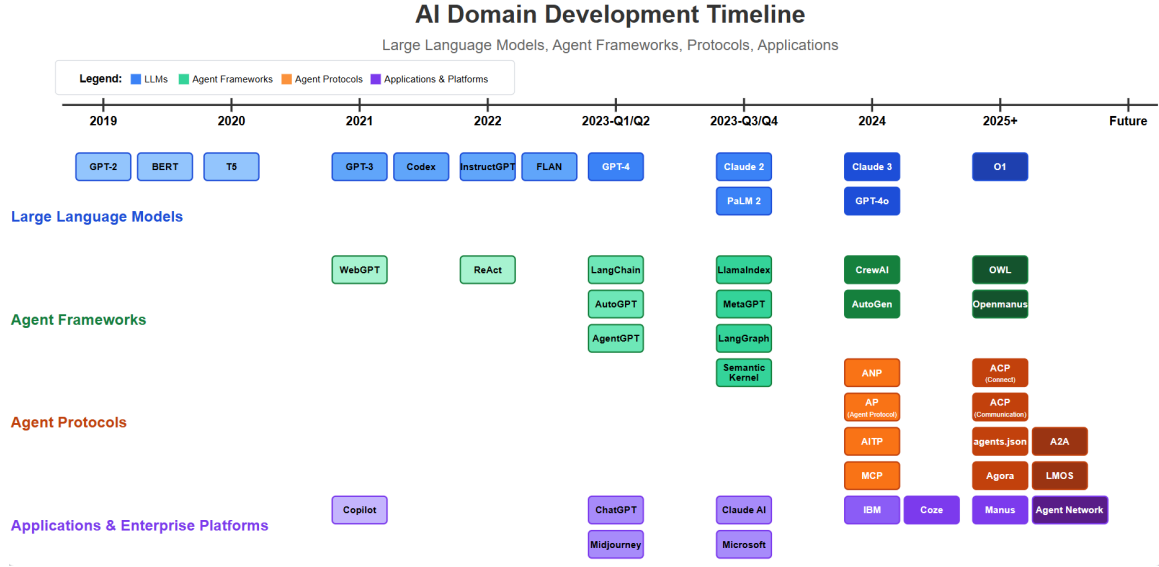 AI Domain Development Timeline
Large Language Models, Agent Frameworks, Protocols, Applications
Legend: LLMs Agent Frameworks Agent Protocols Applications & Platforms
2019 2020 2021 2022 2023-Q1/Q2 2023-Q3/Q4 2024 2025+ Future
GPT-2 BERT T5 GPT-3 Codex InstructGPT FLAN GPT-4 Claude 2 Claude 3 O1
PaLM 2 GPT-4o
Large Language Models
WebGPT ReAct LangChain LlamaIndex CrewAI OWL
AutoGPT MetaGPT AutoGen Openmanus
Agent Frameworks
AgentGPT LangGraph
Semantic
Kernel
ANP
ACP
(Connect)
AP
(Agent Protocol)
ACP
(Communication)
Agent Protocols
AITP agents.json A2A
MCP Agora LMOS
Copilot ChatGPT Claude AI IBM Coze Manus Agent Network
Applications & Enterprise Platforms
Midjourney Microsoft